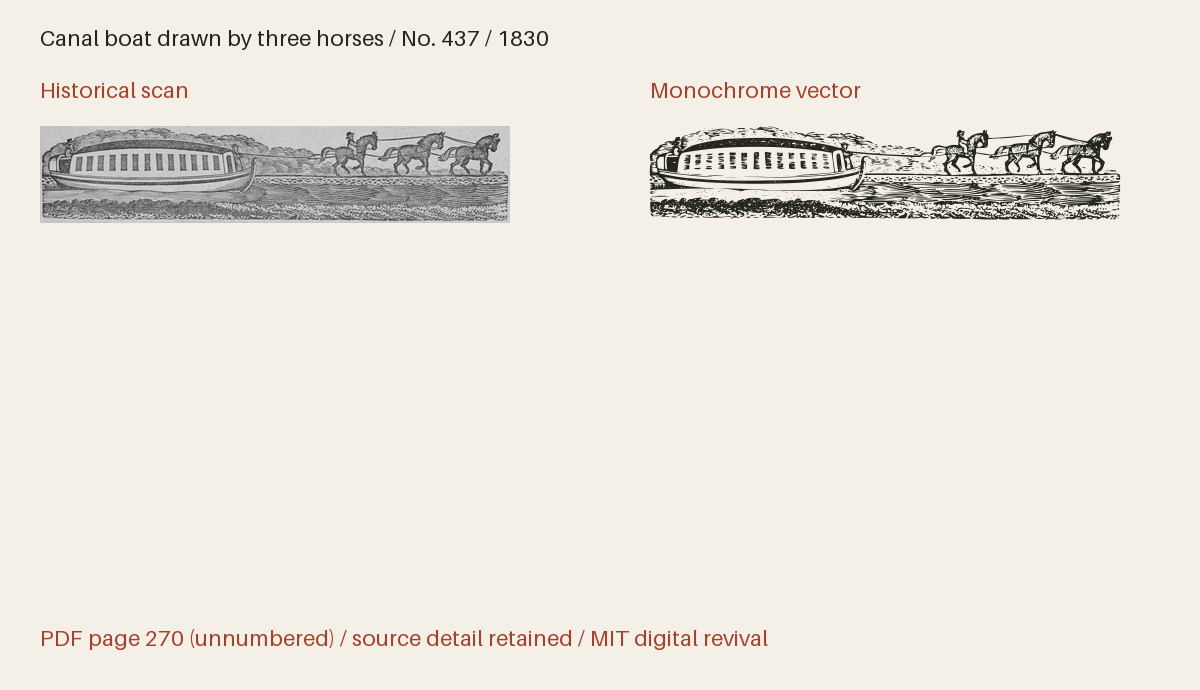 Canal boat drawn by three horses / No. 437 / 1830
Historical scan
Monochrome vector
PDF page 270 (unnumbered) / source detail retained / MIT digital revival